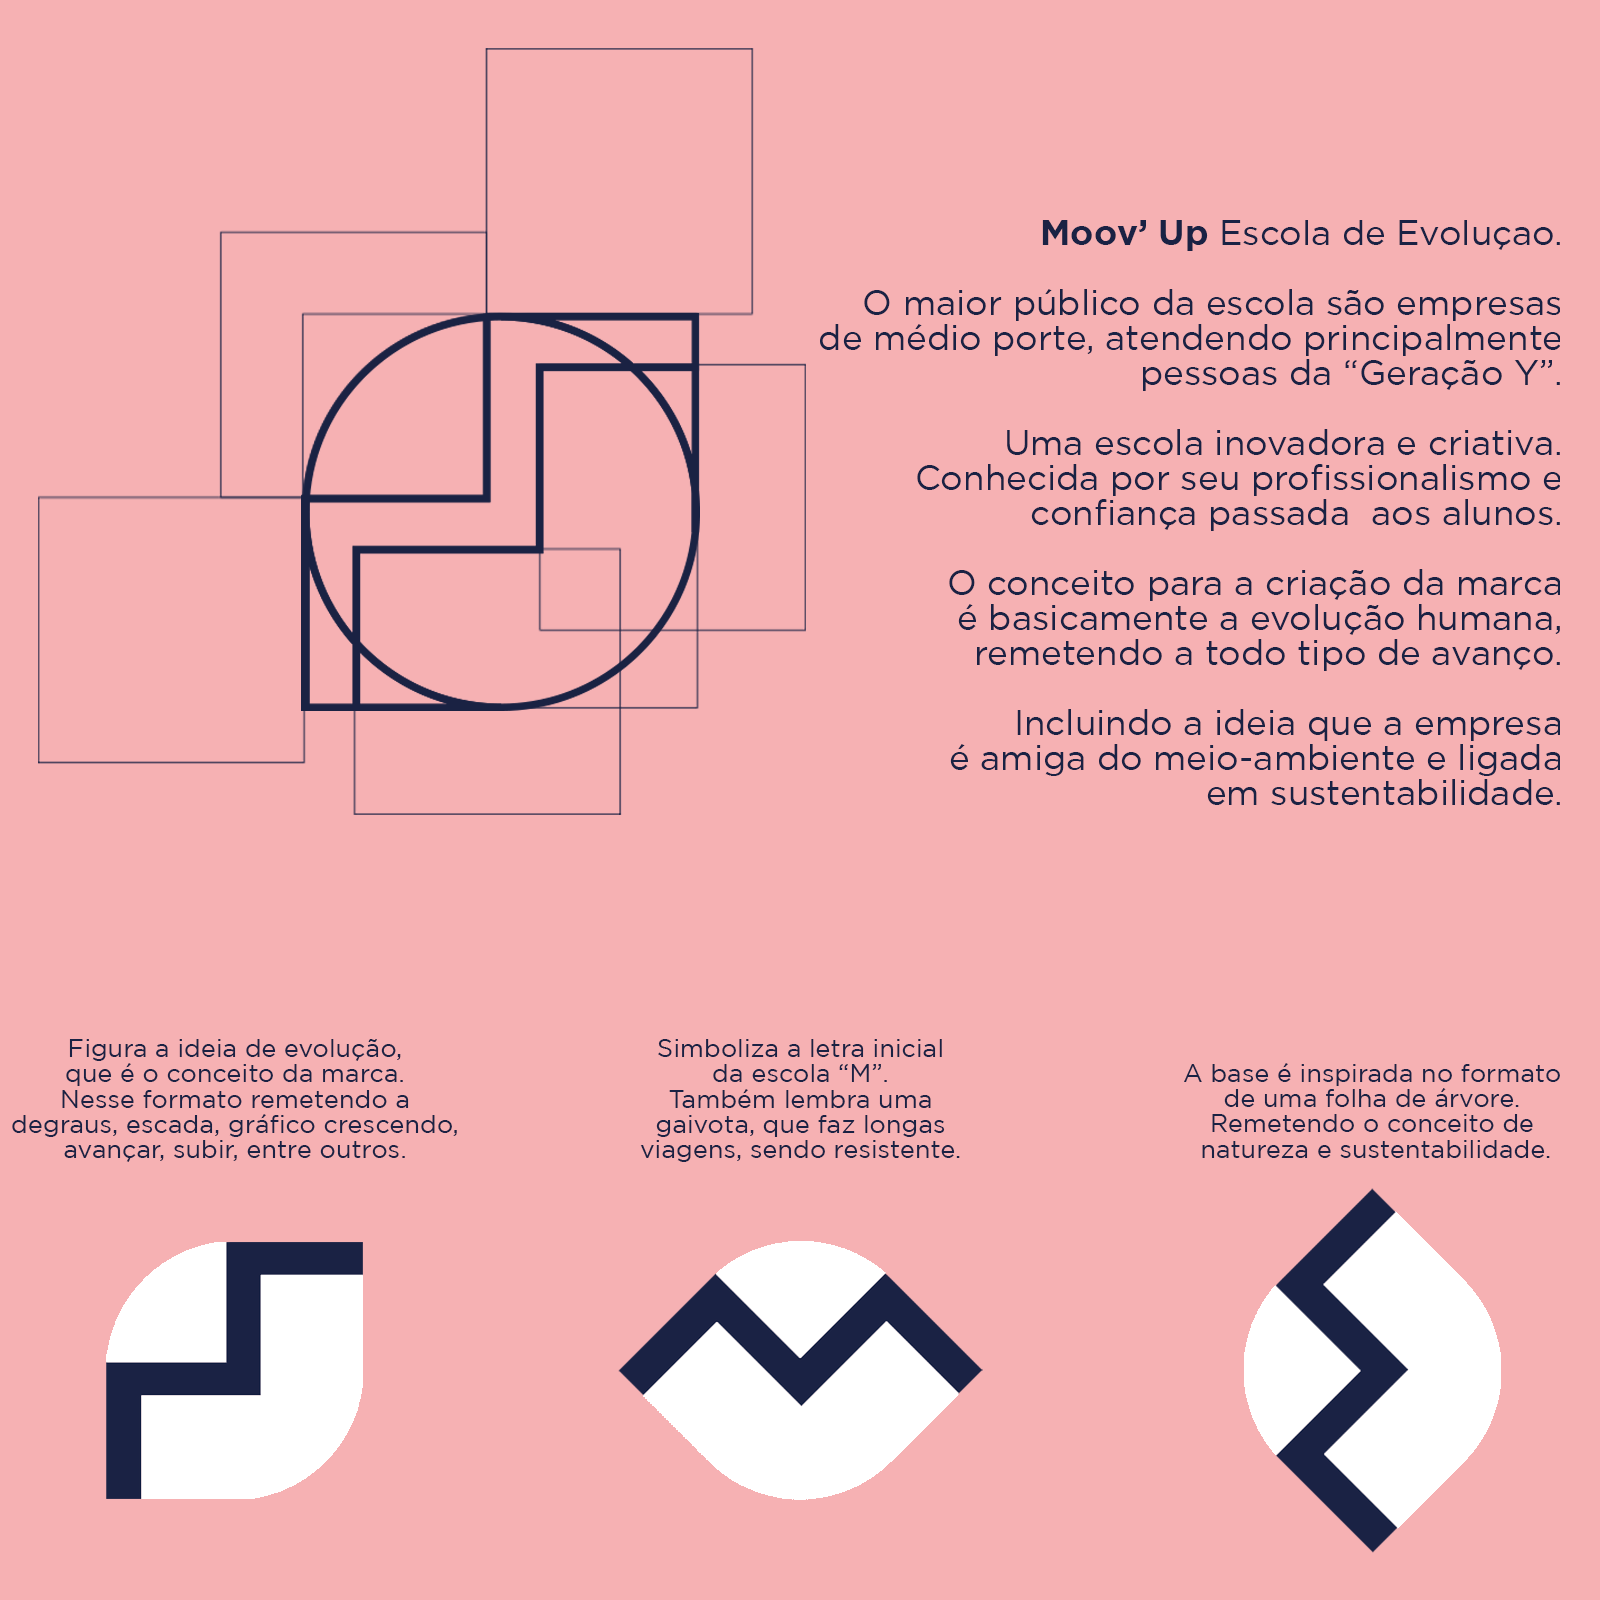 Moov’ Up Escola de Evoluçao.
O maior público da escola são empresas
de médio porte, atendendo principalmente
pessoas da “Geração Y”.
Uma escola inovadora e criativa.
Conhecida por seu profissionalismo e
confiança passada  aos alunos.
O conceito para a criação da marca
é basicamente a evolução humana,
remetendo a todo tipo de avanço.
Incluindo a ideia que a empresa
é amiga do meio-ambiente e ligada
em sustentabilidade.
Figura a ideia de evolução,
que é o conceito da marca.
Nesse formato remetendo a
degraus, escada, gráfico crescendo,
avançar, subir, entre outros.
Simboliza a letra inicial
da escola “M”.
Também lembra uma
gaivota, que faz longas
viagens, sendo resistente.
A base é inspirada no formato
de uma folha de árvore.
Remetendo o conceito de
natureza e sustentabilidade.